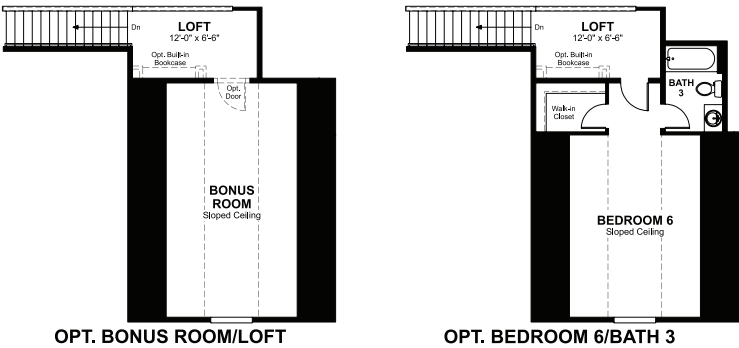 Dn
LOFT
12'-0" x 6'-6"
Opt. Built-in
Bookcase
Opt.
Door
BONUS
ROOM
Sloped Ceiling
OPT. BONUS ROOM/LOFT
Dn
LOFT
12'-0" x 6'-6"
Opt. Built-in
Bookcase
BATH
3
Walk-in
Closet
BEDROOM 6
Sloped Ceiling
OPT. BEDROOM 6/BATH 3